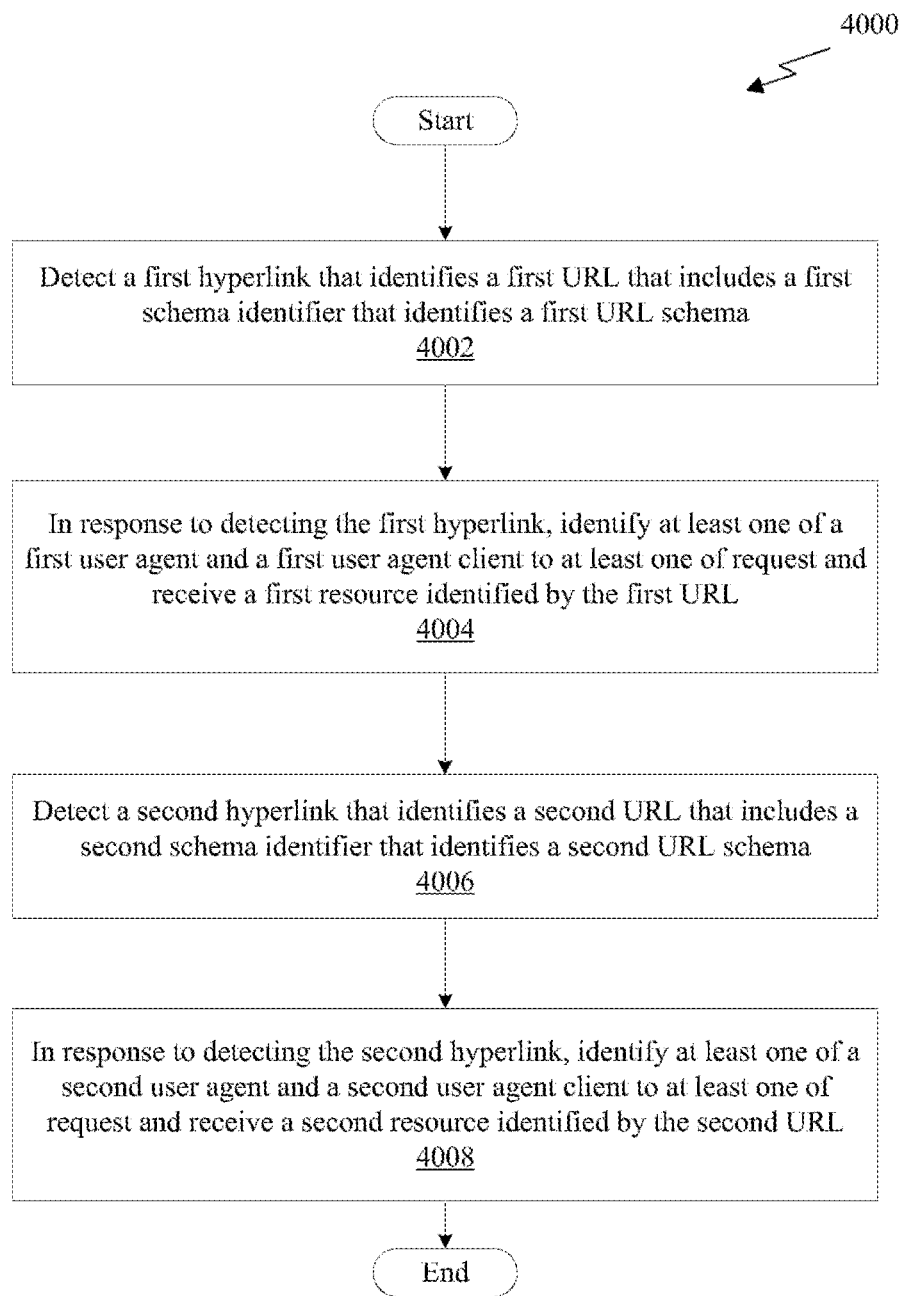 4000
Start
Detect a first hyperlink that identifies a first URL that includes a first
schema identifier that identifies a first URL schema
4002
In response to detecting the first hyperlink, identify at least one of a
first user agent and a first user agent client to at least one of request and
receive a first resource identified by the first URL
4004
Detect a second hyperlink that identifies a second URL that includes a
second schema identifier that identifies a second URL schema
4006
In response to detecting the second hyperlink, identify at least one of a
second user agent and a second user agent client to at least one of
request and receive a second resource identified by the second URL
4008
End